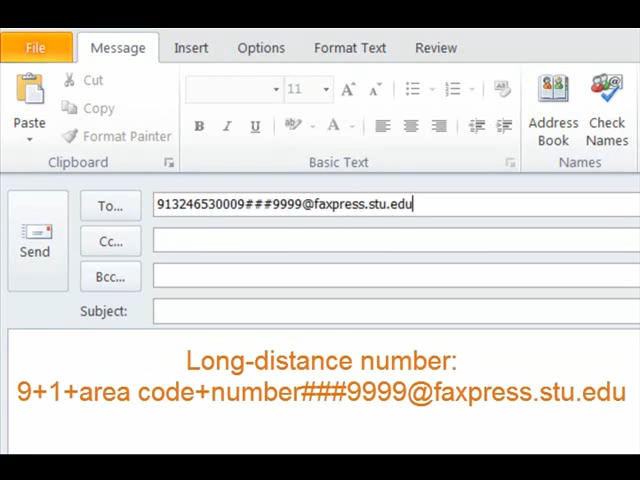 File Message Insert Options Format Text Review
Cut
Copy
Format Painter
Paste
Clipboard
11
B I U
A
Basic Text
Address Book
Check Names
Names
Send
To... 913246530009###9999@faxpress.stu.edu
Cc...
Bcc...
Subject:
Long-distance number:
9+1+area code+number###9999@faxpress.stu.edu